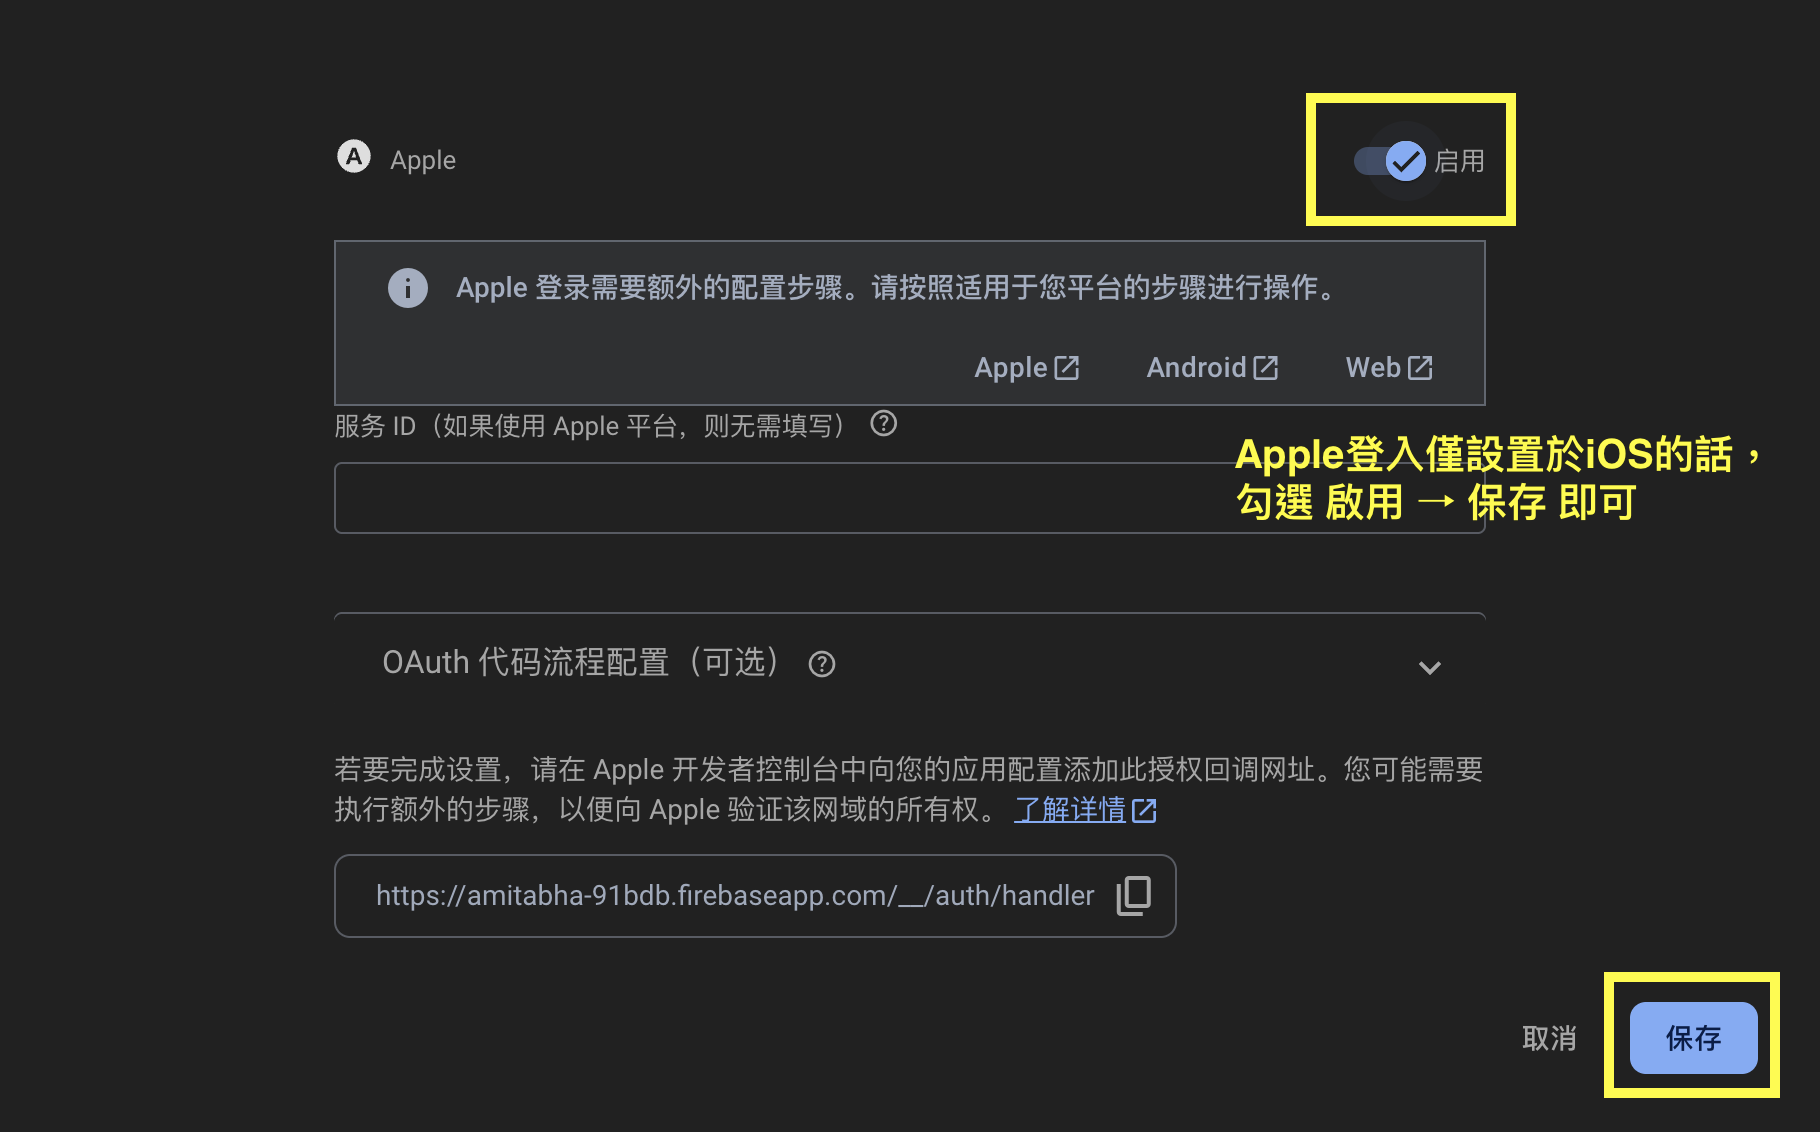 A Apple
启用
Apple 登录需要额外的配置步骤。请按照适用于您平台的步骤进行操作。
Apple
Android
Web
服务 ID（如果使用 Apple 平台，则无需填写）
Apple登入僅設置於iOS的話，
勾選 啟用 → 保存 即可
OAuth 代码流程配置（可选）
若要完成设置，请在 Apple 开发者控制台中向您的应用配置添加此授权回调网址。您可能需要
执行额外的步骤，以便向 Apple 验证该网域的所有权。 了解详情
https://amitabha-91bdb.firebaseapp.com/__/auth/handler
取消
保存